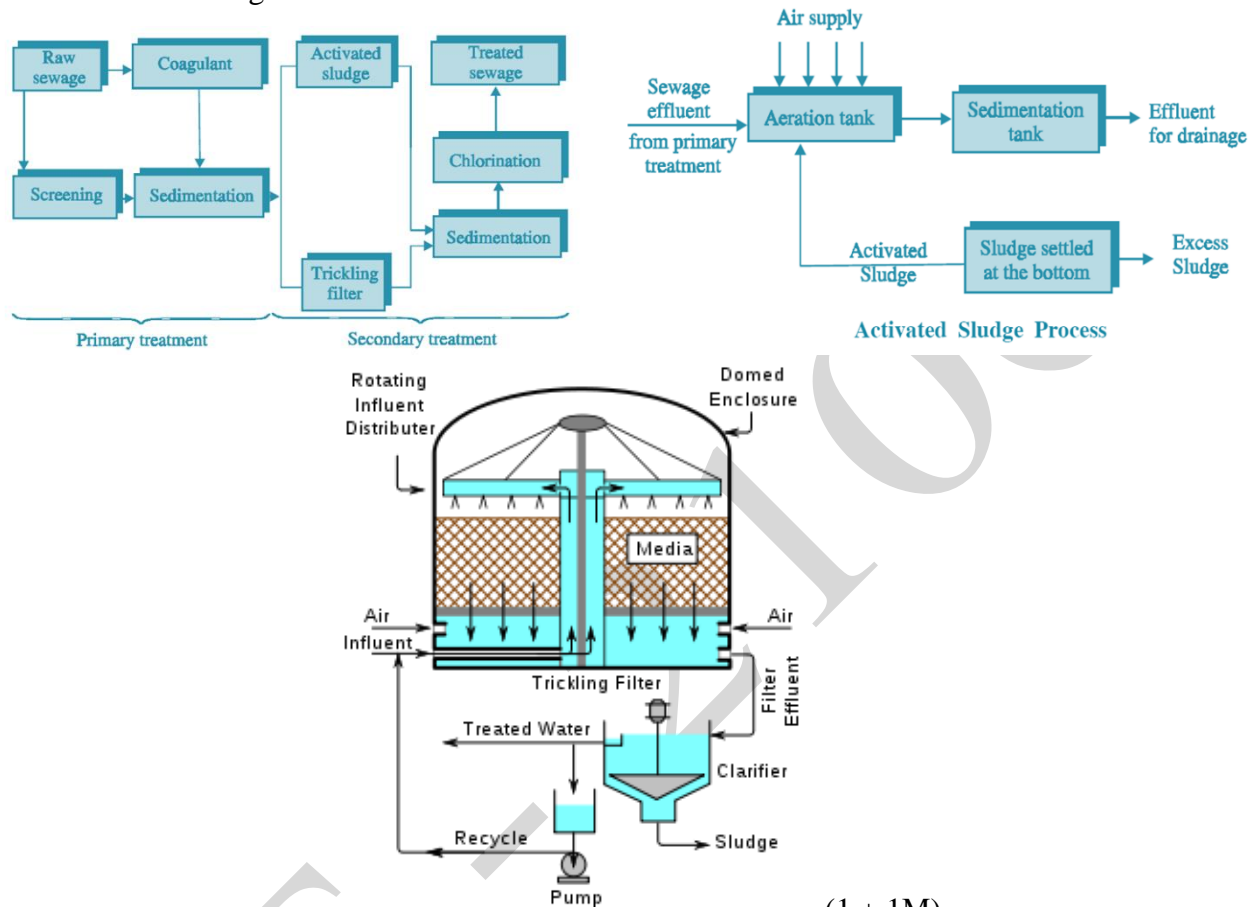 Raw
sewage
Coagulant
Activated
sludge
Treated
sewage
Screening
Sedimentation
Chlorination
Sedimentation
Trickling
filter
Primary treatment
Secondary treatment
Air supply
Sewage
effluent
from primary
treatment
Aeration tank
Sedimentation
tank
Effluent
for drainage
Activated
Sludge
Sludge settled
at the bottom
Excess
Sludge
Activated Sludge Process
Rotating
Influent
Distributer
Domed
Enclosure
Media
Air
Air
Influent
Trickling Filter
Filter
Effluent
Treated Water
Clarifier
Recycle
Sludge
Pump
(1 + 1M)